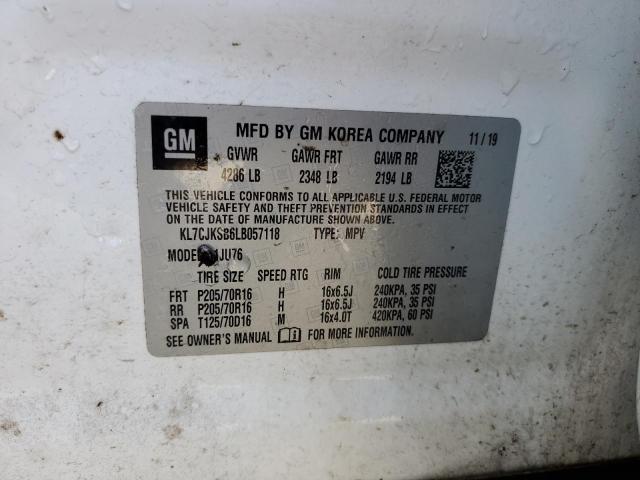 GM MFD BY GM KOREA COMPANY 11 / 19
GVWR GAWR FRT GAWR RR
4286 LB 2348 LB 2194 LB
THIS VEHICLE CONFORMS TO ALL APPLICABLE U.S. FEDERAL MOTOR
VEHICLE SAFETY AND THEFT PREVENTION STANDARDS IN EFFECT ON
THE DATE OF MANUFACTURE SHOWN ABOVE.
KL7CJKSB6LB057118 TYPE: MPV
1JU76
TIRE SIZE SPEED RTG RIM COLD TIRE PRESSURE
FRT P205/70R16 H 16x6.5J 240KPA, 35 PSI
RR P205/70R16 H 16x6.5J 240KPA, 35 PSI
SPA T125/70D16 M 16x4.0T 420KPA, 60 PSI
SEE OWNER'S MANUAL FOR MORE INFORMATION.